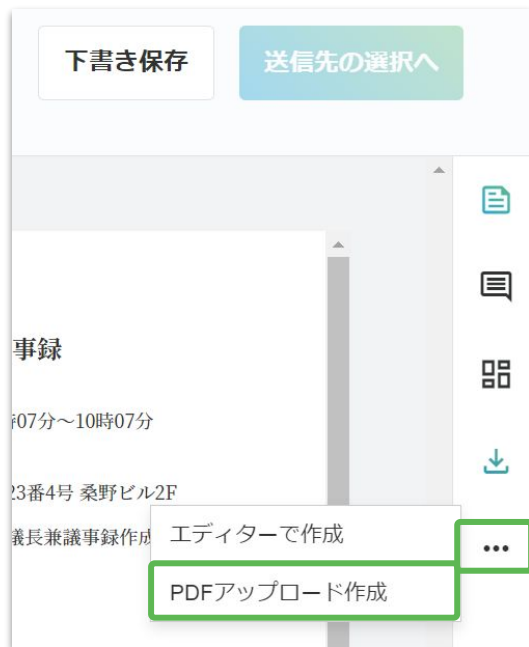 下書き保存
送信先の選択へ
事録
時07分～10時07分
23番4号 桑野ビル2F
議長兼議事録作成
エディターで作成
PDFアップロード作成